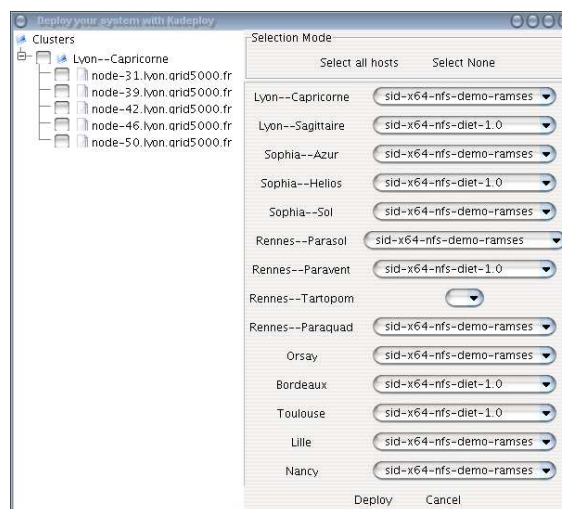 Deploy your system with Kadeploy
Clusters
Lyon--Capricorne
node-31.lyon.grid5000.fr
node-39.lyon.grid5000.fr
node-42.lyon.grid5000.fr
node-46.lyon.grid5000.fr
node-50.lyon.grid5000.fr
Selection Mode
Select all hosts Select None
Lyon--Capricorne sid-x64-nfs-demo-ramses
Lyon--Sagittaire sid-x64-nfs-diet-1.0
Sophia--Azur sid-x64-nfs-demo-ramses
Sophia--Helios sid-x64-nfs-diet-1.0
Sophia--Sol sid-x64-nfs-demo-ramses
Rennes--Parasol sid-x64-nfs-demo-ramses
Rennes--Paravent sid-x64-nfs-diet-1.0
Rennes--Tartopom
Rennes--Paraquad sid-x64-nfs-demo-ramses
Orsay sid-x64-nfs-demo-ramses
Bordeaux sid-x64-nfs-diet-1.0
Toulouse sid-x64-nfs-diet-1.0
Lille sid-x64-nfs-demo-ramses
Nancy sid-x64-nfs-demo-ramses
Deploy Cancel